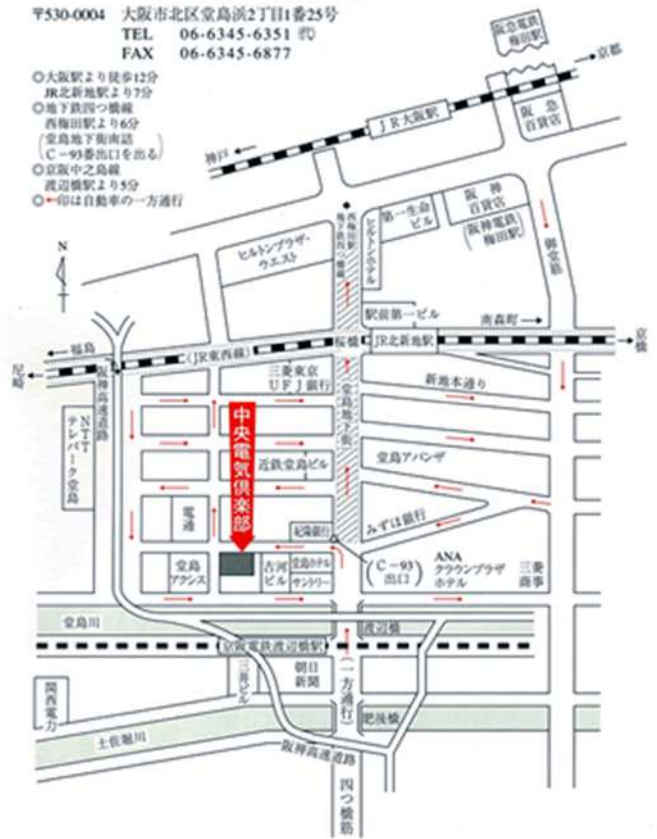 〒530-0004 大阪市北区堂島浜2丁目1番25号
TEL 06-6345-6351 ㈹
FAX 06-6345-6877
◎大阪駅より徒歩12分
JR北新地駅より7分
◎地下鉄四つ橋線
西梅田駅より6分
(堂島地下街南詰
C−93番出口を出る)
◎京阪中之島線
渡辺橋駅より5分
◎←印は自動車の一方通行
阪急電鉄
梅田駅
京都
JR大阪駅
阪急
百貨店
神戸
N
ヒルトンプラザ・
ウエスト
西梅田駅
地下鉄四つ橋線
ヒルトンホテル
第一生命
ビル
阪神
百貨店
(阪神電鉄
梅田駅)
御堂筋
駅前第一ビル
南森町
福島
尼崎
(JR東西線)
桜橋
JR北新地駅
京橋
阪神高速道路
三菱東京
UFJ銀行
(堂島地下街)
新地本通り
NTT
テレパーク堂島
中央電気倶楽部
近鉄堂島ビル
堂島アバンザ
電通
紀陽銀行
みずほ銀行
堂島
アクシス
古河
ビル
堂島ホテル
サントリー
(C−93
出口)
ANA
クラウンプラザ
ホテル
三菱
商事
堂島川
渡辺橋
京阪電鉄渡辺橋駅
三井ビル
朝日
新聞
(一方通行)
関西電力
肥後橋
土佐堀川
阪神高速道路
四つ橋筋